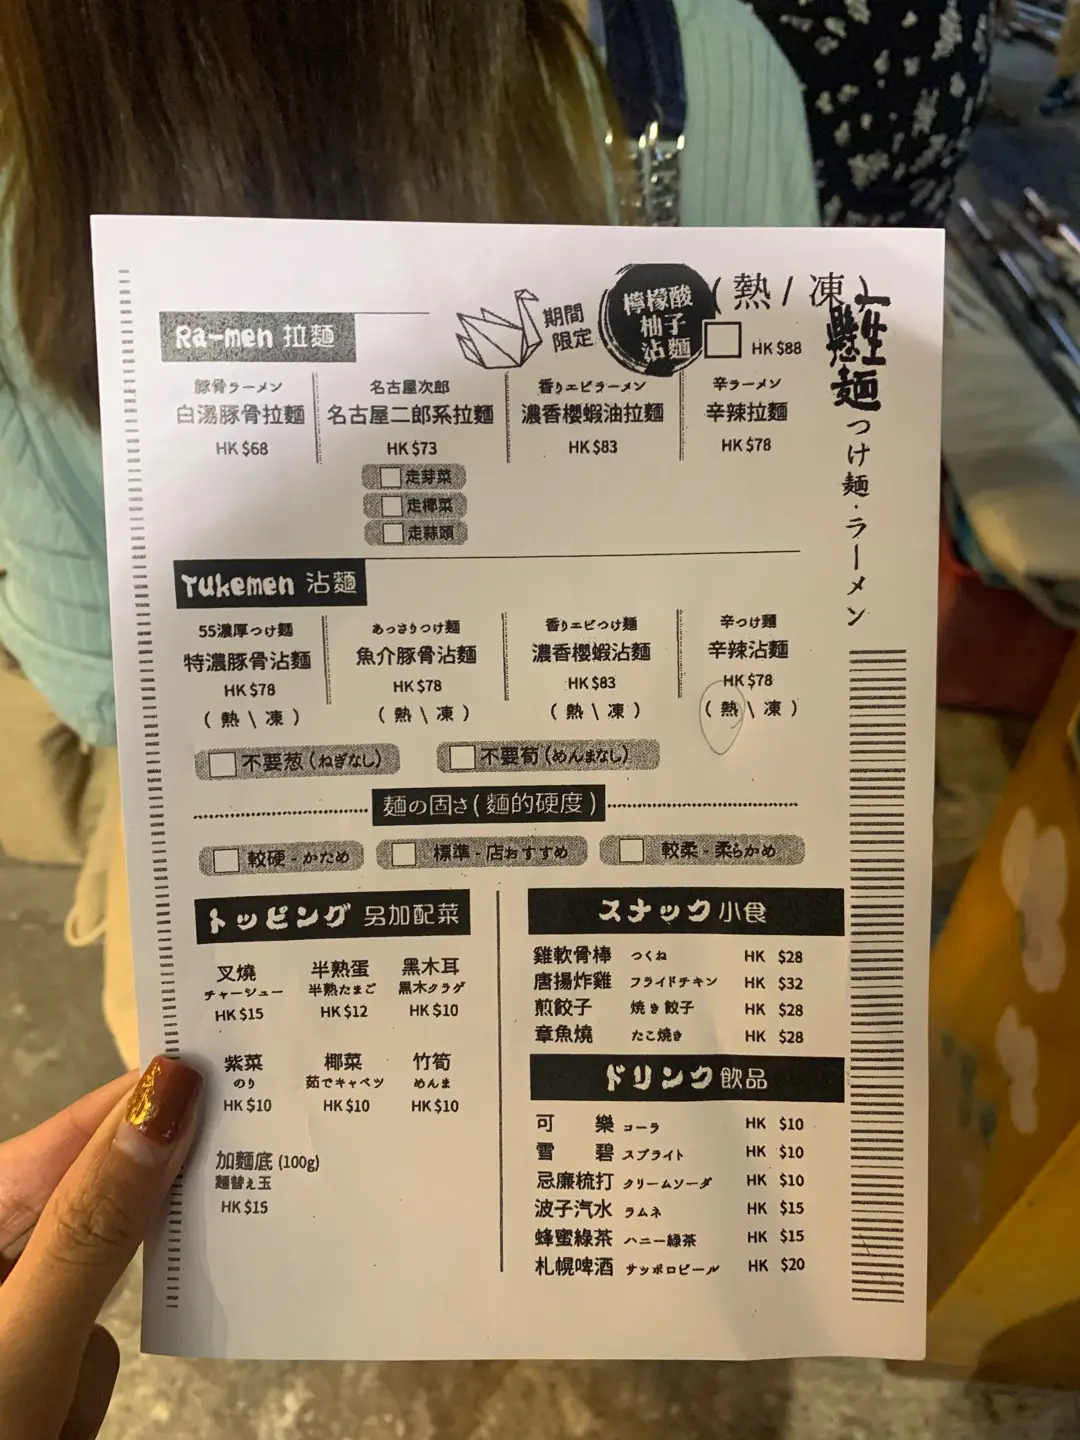 Ra-men 拉麵
期間
限定
檸檬酸
柚子
沾麵
( 熱 / 凍 )
HK $88
豚骨ラーメン
白湯豚骨拉麵
HK $68
名古屋次郎
名古屋二郎系拉麵
HK $73
走芽菜
走椰菜
走蒜頭
香りエビラーメン
濃香櫻蝦油拉麵
HK $83
辛ラーメン
辛辣拉麵
HK $78
つけ麺・ラーメン
Tukemen 沾麵
55濃厚つけ麵
特濃豚骨沾麵
HK $78
( 熱 \ 凍 )
あっさりつけ麵
魚介豚骨沾麵
HK $78
( 熱 \ 凍 )
香りエビつけ麵
濃香櫻蝦沾麵
HK $83
( 熱 \ 凍 )
辛つけ麵
辛辣沾麵
HK $78
( 熱 \ 凍 )
不要葱 (ねぎなし)
不要荀 (めんまなし)
麵の固さ ( 麵的硬度 )
較硬 - かため
標準 - 店おすすめ
較柔 - 柔らかめ
トッピング 另加配菜
叉燒
チャーシュー
HK $15
半熟蛋
半熟たまご
HK $12
黑木耳
黑木クラゲ
HK $10
紫菜
のり
HK $10
椰菜
茹でキャベツ
HK $10
竹筍
めんま
HK $10
加麵底 (100g)
麵替え玉
HK $15
スナック 小食
雞軟骨棒 つくね HK $28
唐揚炸雞 フライドチキン HK $32
煎餃子 焼き餃子 HK $28
章魚燒 たこ焼き HK $28
ドリンク 飲品
可樂 コーラ HK $10
雪碧 スプライト HK $10
忌廉梳打 クリームソーダ HK $10
波子汽水 ラムネ HK $15
蜂蜜綠茶 ハニー緑茶 HK $15
札幌啤酒 サッポロビール HK $20